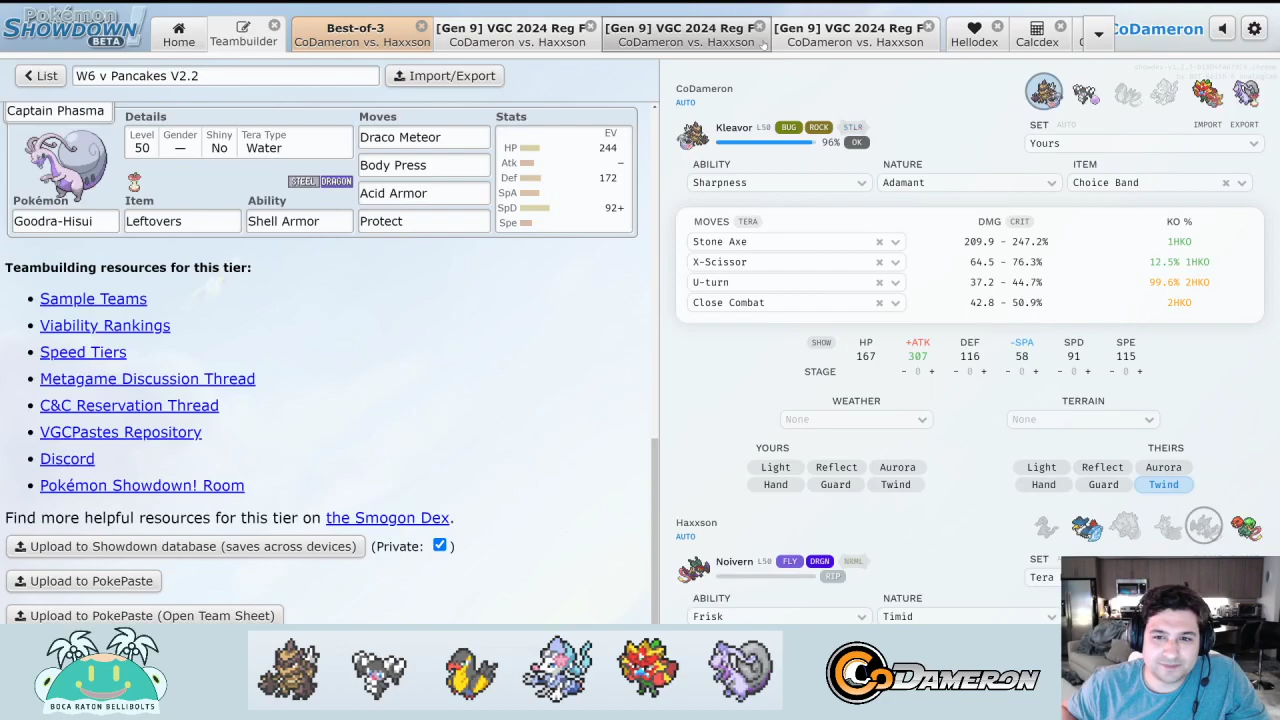 Pokémon
SHOWDOWN!
BETA
Home
Teambuilder
Best-of-3
CoDameron vs. Haxxson
[Gen 9] VGC 2024 Reg F
CoDameron vs. Haxxson
[Gen 9] VGC 2024 Reg F
CoDameron vs. Haxxson
[Gen 9] VGC 2024 Reg F
CoDameron vs. Haxxson
Hellodex
Calcdex
CoDameron
List
W6 v Pancakes V2.2
Import/Export
Captain Phasma
Details
Moves
Stats
Level
50
Gender
—
Shiny
No
Tera Type
Water
STEEL DRAGON
Pokémon
Goodra-Hisui
Item
Leftovers
Ability
Shell Armor
Draco Meteor
Body Press
Acid Armor
Protect
EV
HP 244
Atk –
Def 172
SpA
SpD 92+
Spe
Teambuilding resources for this tier:
• Sample Teams
• Viability Rankings
• Speed Tiers
• Metagame Discussion Thread
• C&C Reservation Thread
• VGCPastes Repository
• Discord
• Pokémon Showdown! Room
Find more helpful resources for this tier on the Smogon Dex.
Upload to Showdown database (saves across devices) (Private: )
Upload to PokePaste
Upload to PokePaste (Open Team Sheet)
CoDameron
AUTO
Kleavor L50 BUG ROCK STLR
96% OK
SET AUTO IMPORT EXPORT
Yours
ABILITY NATURE ITEM
Sharpness Adamant Choice Band
MOVES TERA DMG CRIT KO %
Stone Axe 209.9 - 247.2% 1HKO
X-Scissor 64.5 - 76.3% 12.5% 1HKO
U-turn 37.2 - 44.7% 99.6% 2HKO
Close Combat 42.8 - 50.9% 2HKO
SHOW HP +ATK DEF -SPA SPD SPE
167 307 116 58 91 115
STAGE - 0 + - 0 + - 0 + - 0 + - 0 +
WEATHER TERRAIN
None None
YOURS THEIRS
Light Reflect Aurora Light Reflect Aurora
Hand Guard Twind Hand Guard Twind
Haxxson
AUTO
Noivern L50 FLY DRGN NRML
RIP
SET
Tera
ABILITY NATURE
Frisk Timid
BOCA RATON BELLIBOLTS
CODAMERON